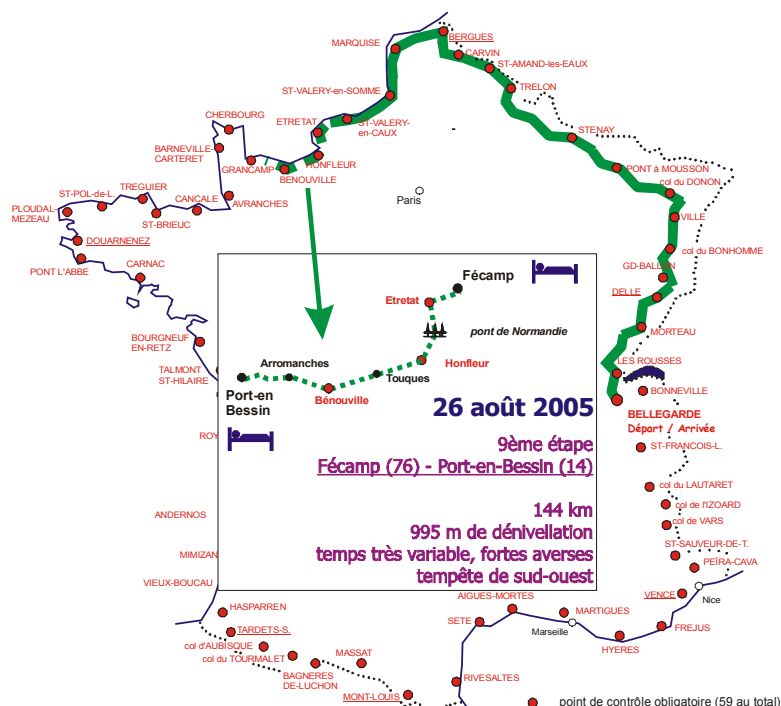 BERGUES
MARQUISE
CARVIN
ST-AMAND-les-EAUX
TRELON
ST-VALERY-en-SOMME
CHERBOURG
ETRETAT
ST-VALERY-
en-CAUX
STENAY
BARNEVILLE-
CARTERET
GRANCAMP
HONFLEUR
BENOUVILLE
PONT à MOUSSON
col du DONON
TREGUIER
ST-POL-de-L.
CANCALE
AVRANCHES
Paris
PLOUDAL-
MEZEAU
ST-BRIEUC
VILLE
DOUARNENEZ
col du BONHOMME
PONT L'ABBE
CARNAC
GD-BALLON
DELLE
Fécamp
Etretat
pont de Normandie
MORTEAU
BOURGNEUF
EN-RETZ
Honfleur
LES ROUSSES
TALMONT
ST-HILAIRE
Arromanches
Touques
Port-en
Bessin
Bénouville
BONNEVILLE
26 août 2005
BELLEGARDE
Départ / Arrivée
ROY
9ème étape
Fécamp (76) - Port-en-Bessin (14)
ST-FRANCOIS-L.
col du LAUTARET
144 km
995 m de dénivellation
temps très variable, fortes averses
tempête de sud-ouest
col de l'IZOARD
ANDERNOS
col de VARS
MIMIZAN
ST-SAUVEUR-DE-T.
PEÏRA-CAVA
VIEUX-BOUCAU
VENCE
Nice
AIGUES-MORTES
HASPARREN
MARTIGUES
SETE
Marseille
FREJUS
TARDETS-S.
HYERES
col d'AUBISQUE
col du TOURMALET
MASSAT
BAGNERES
DE-LUCHON
RIVESALTES
MONT-LOUIS
point de contrôle obligatoire (59 au total)